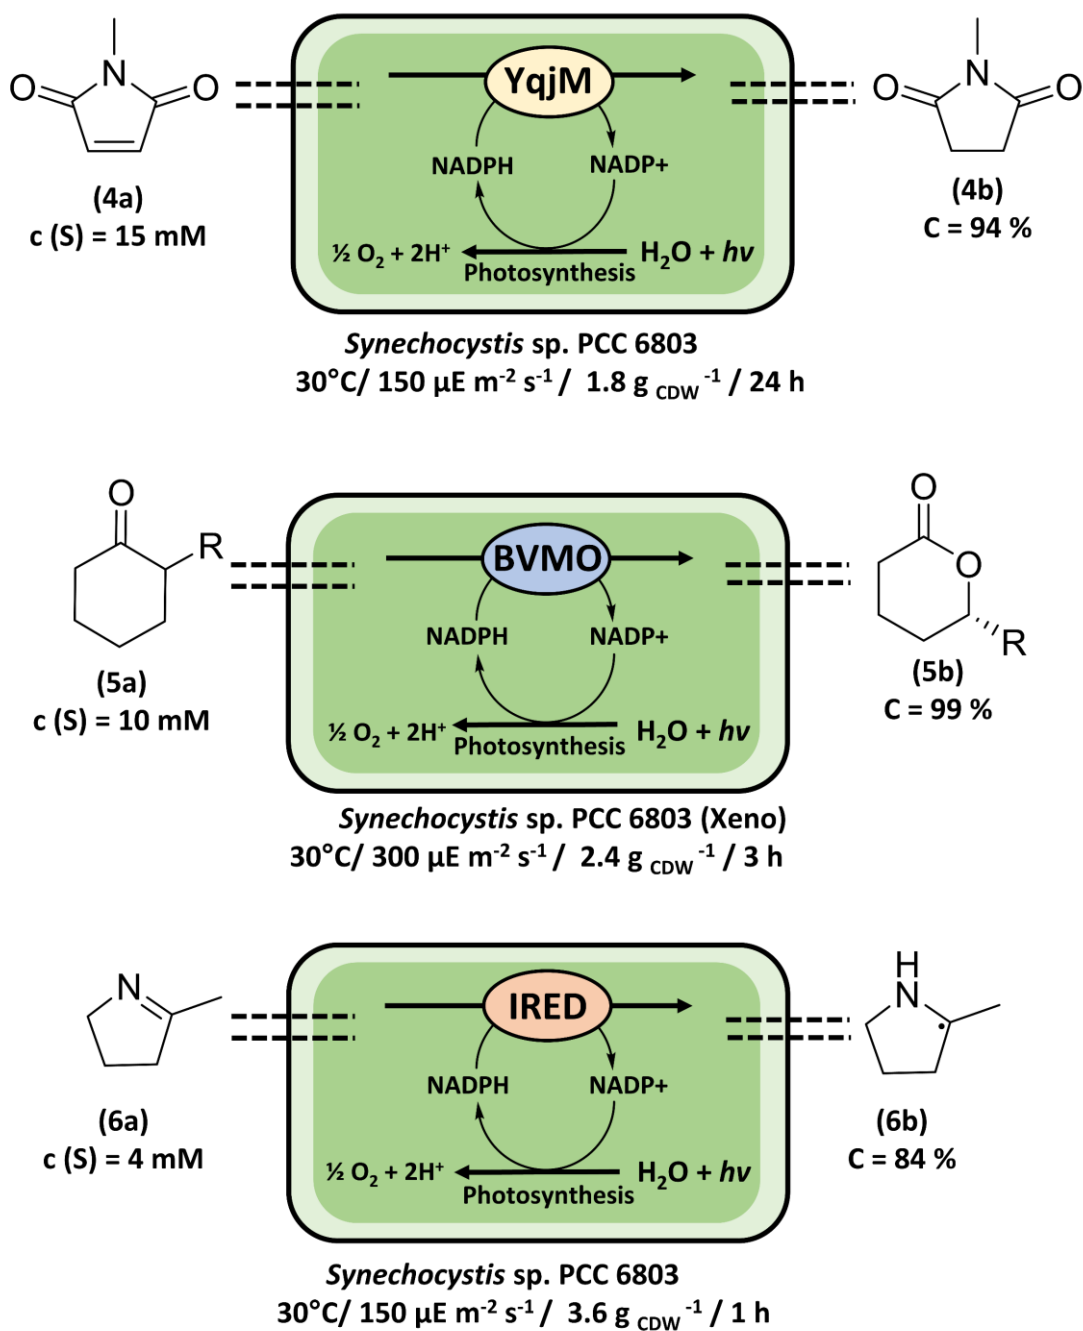 N
O O
YqjM
N
O O
NADPH NADP+
(4a)
c (S) = 15 mM
½ O₂ + 2H⁺ H₂O + hv
Photosynthesis
(4b)
C = 94 %
Synechocystis sp. PCC 6803
30°C/ 150 µE m⁻² s⁻¹ / 1.8 g CDW ⁻¹ / 24 h
O
R
BVMO
O
O
R
NADPH NADP+
(5a)
c (S) = 10 mM
½ O₂ + 2H⁺ H₂O + hv
Photosynthesis
(5b)
C = 99 %
Synechocystis sp. PCC 6803 (Xeno)
30°C/ 300 µE m⁻² s⁻¹ / 2.4 g CDW ⁻¹ / 3 h
N
IRED
H
N
NADPH NADP+
(6a)
c (S) = 4 mM
½ O₂ + 2H⁺ H₂O + hv
Photosynthesis
(6b)
C = 84 %
Synechocystis sp. PCC 6803
30°C/ 150 µE m⁻² s⁻¹ / 3.6 g CDW ⁻¹ / 1 h